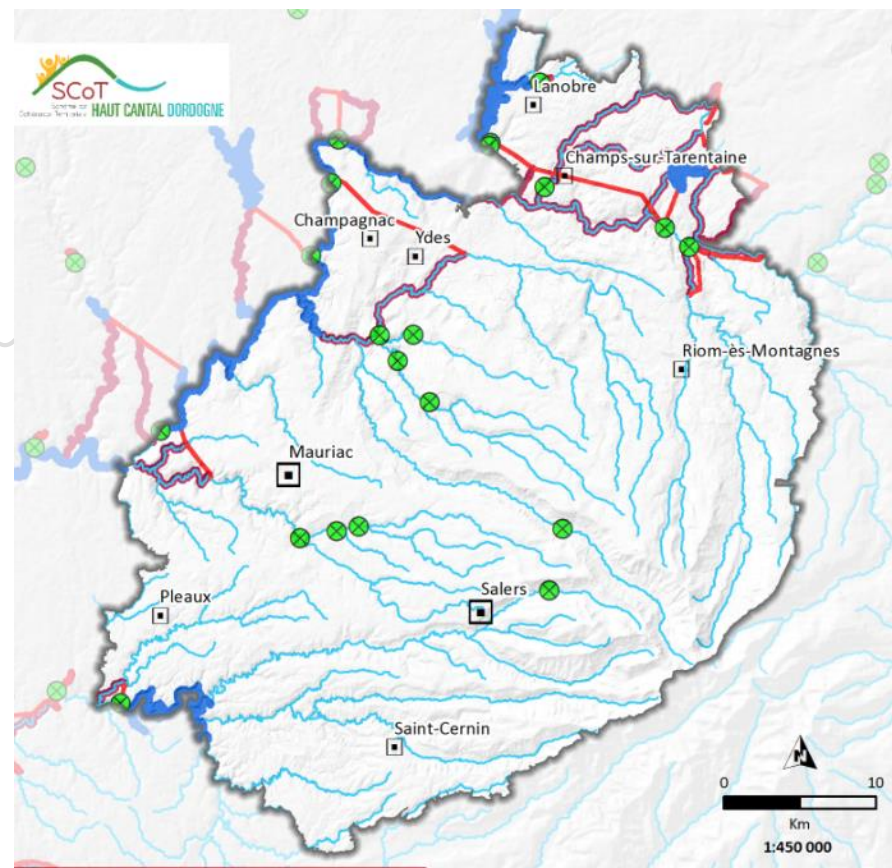 SCoT
HAUT CANTAL DORDOGNE
Lanobre
Champs-sur-Tarentaine
Champagnac
Ydes
Riom-ès-Montagnes
Mauriac
Pleaux
Salers
Saint-Cernin
N
0 10
Km
1:450 000